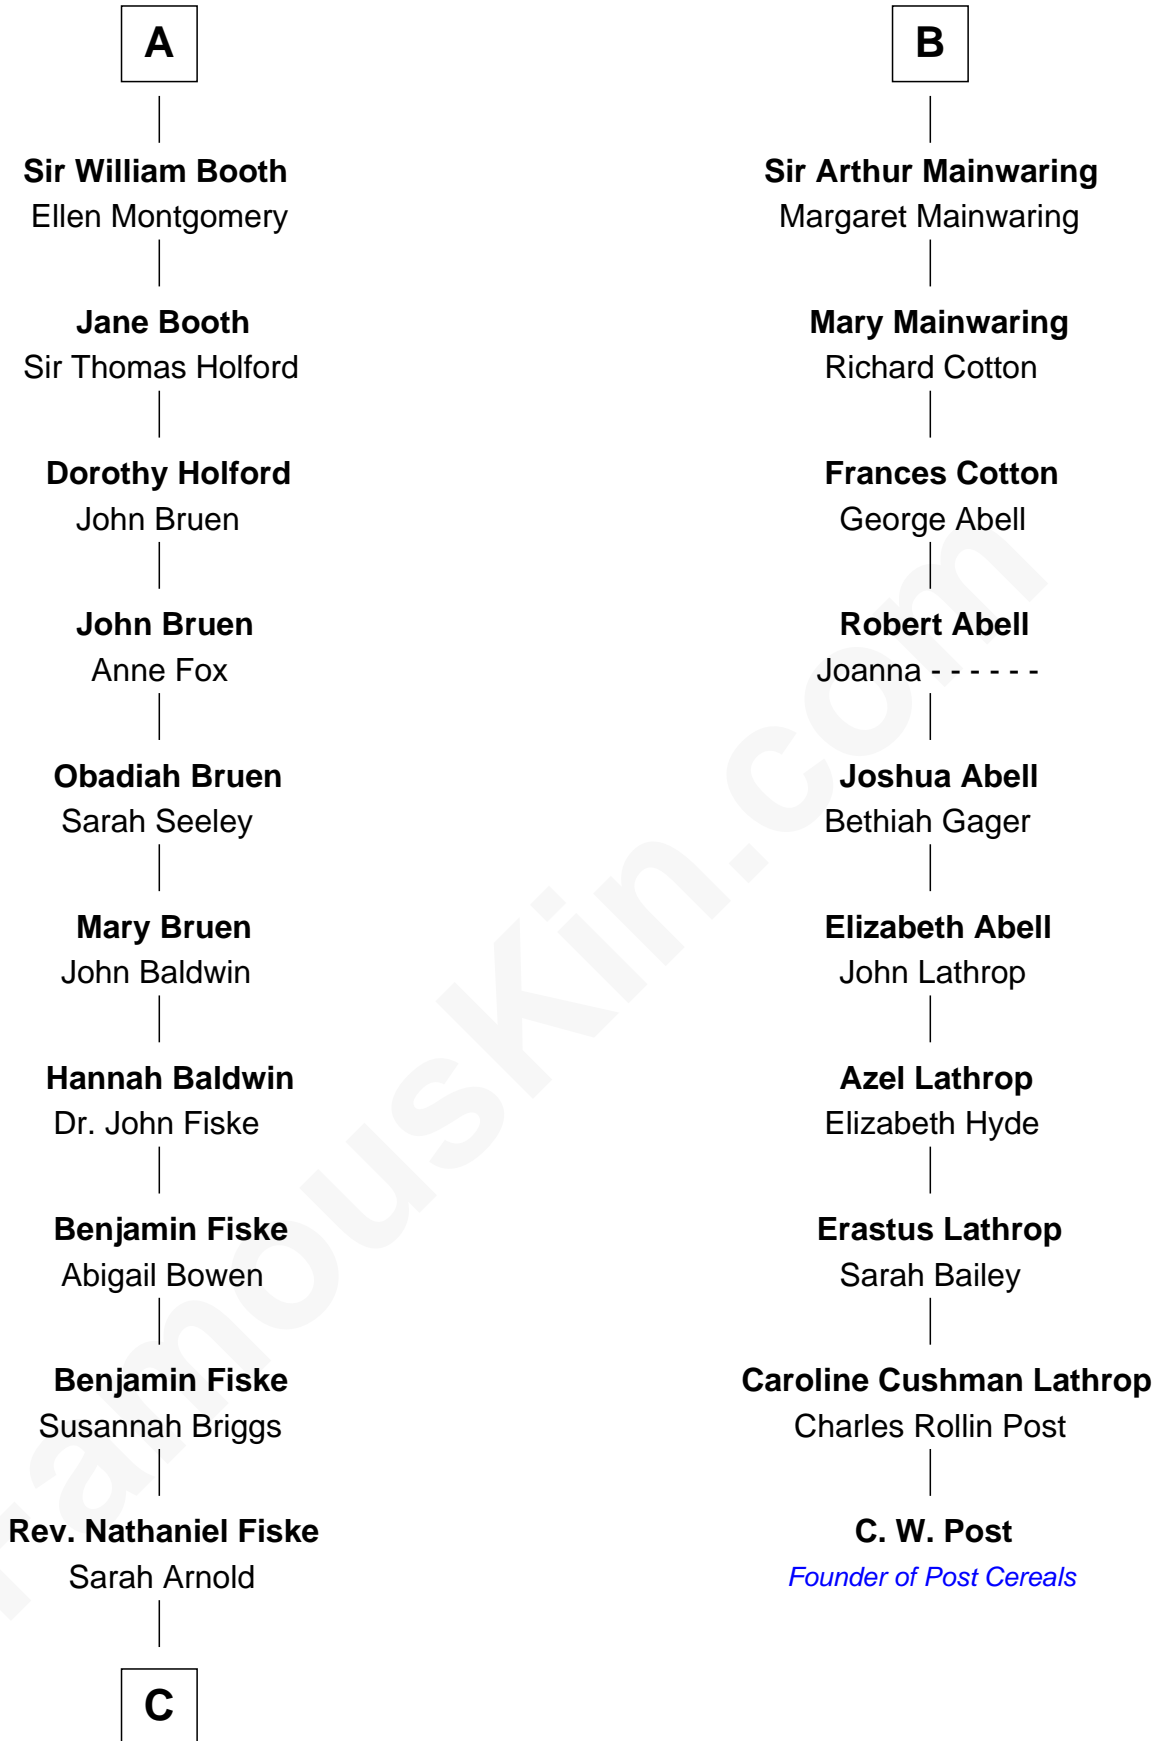 A
Sir William Booth
Ellen Montgomery
Jane Booth
Sir Thomas Holford
Dorothy Holford
John Bruen
John Bruen
Anne Fox
Obadiah Bruen
Sarah Seeley
Mary Bruen
John Baldwin
Hannah Baldwin
Dr. John Fiske
Benjamin Fiske
Abigail Bowen
Benjamin Fiske
Susannah Briggs
Rev. Nathaniel Fiske
Sarah Arnold
C
B
Sir Arthur Mainwaring
Margaret Mainwaring
Mary Mainwaring
Richard Cotton
Frances Cotton
George Abell
Robert Abell
Joanna - - - - - -
Joshua Abell
Bethiah Gager
Elizabeth Abell
John Lathrop
Azel Lathrop
Elizabeth Hyde
Erastus Lathrop
Sarah Bailey
Caroline Cushman Lathrop
Charles Rollin Post
C. W. Post
Founder of Post Cereals
FamousKin.com